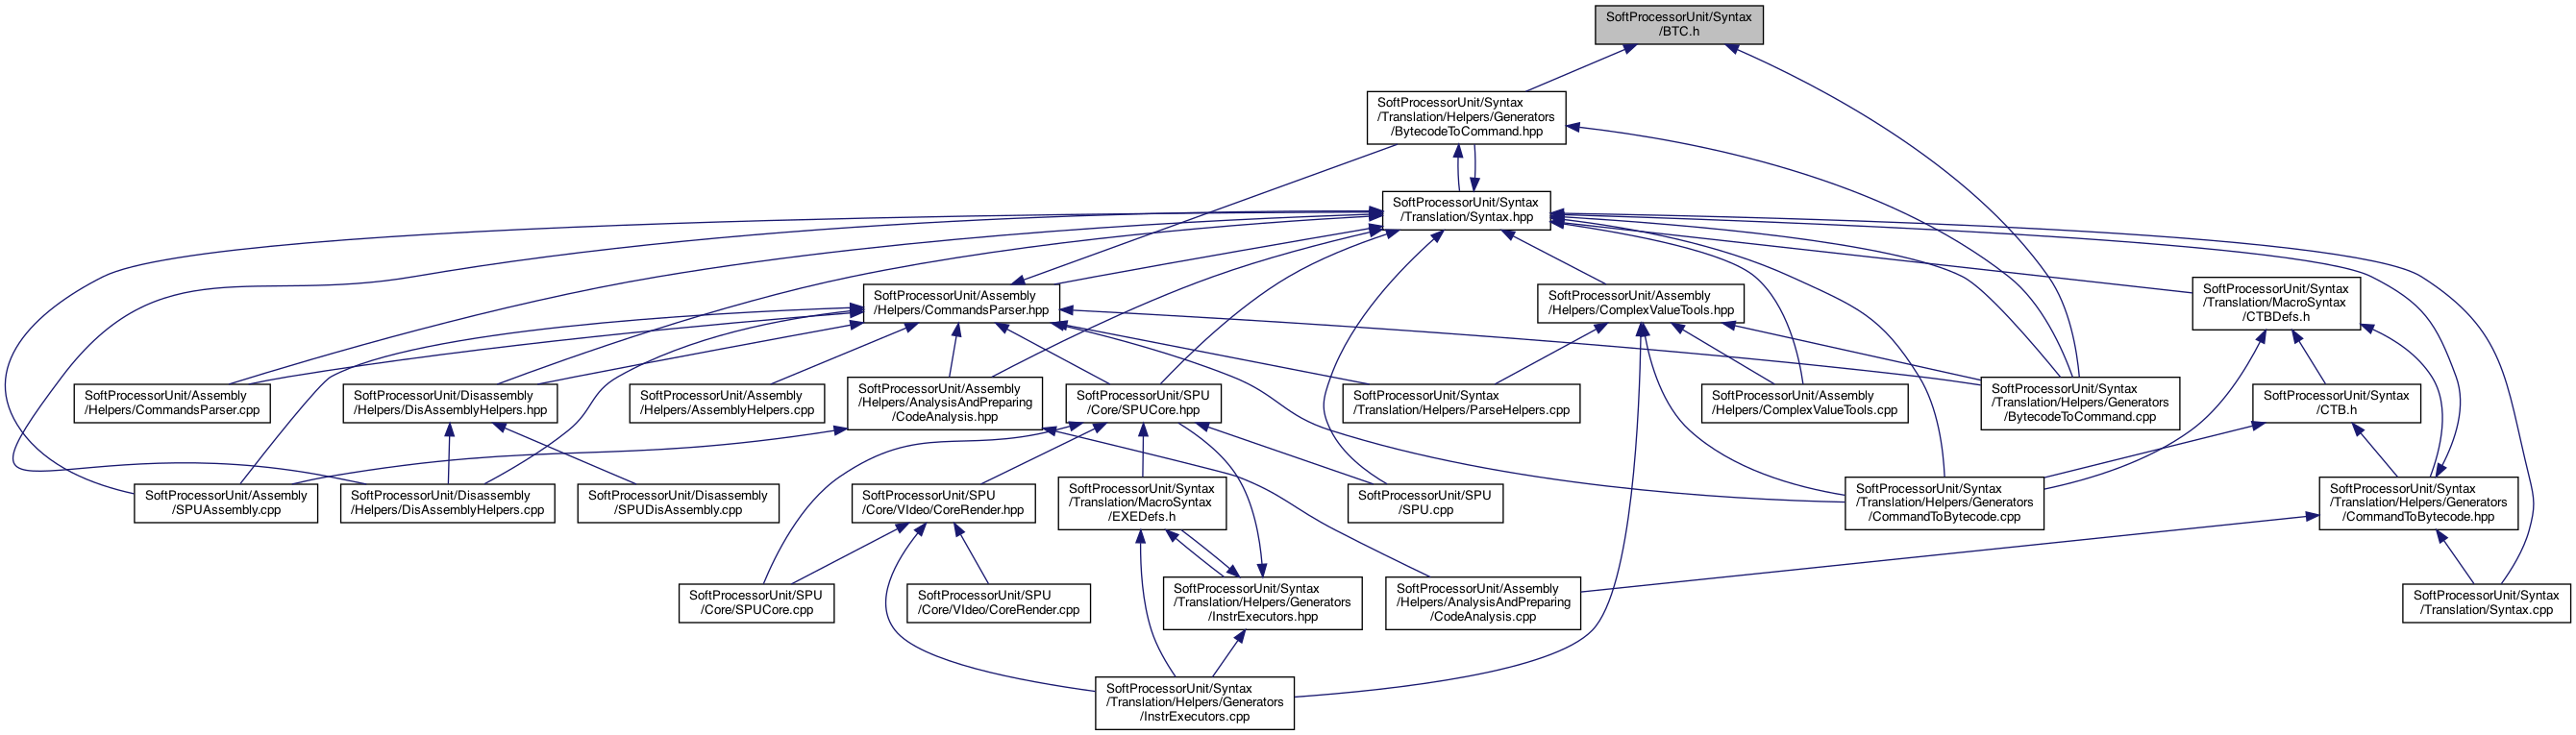 SoftProcessorUnit/Syntax
/BTC.h
SoftProcessorUnit/Syntax
/Translation/Helpers/Generators
/BytecodeToCommand.hpp
SoftProcessorUnit/Syntax
/Translation/Syntax.hpp
SoftProcessorUnit/Assembly
/Helpers/CommandsParser.hpp
SoftProcessorUnit/Assembly
/Helpers/ComplexValueTools.hpp
SoftProcessorUnit/Syntax
/Translation/MacroSyntax
/CTBDefs.h
SoftProcessorUnit/Assembly
/Helpers/CommandsParser.cpp
SoftProcessorUnit/Disassembly
/Helpers/DisAssemblyHelpers.hpp
SoftProcessorUnit/Assembly
/Helpers/AssemblyHelpers.cpp
SoftProcessorUnit/Assembly
/Helpers/AnalysisAndPreparing
/CodeAnalysis.hpp
SoftProcessorUnit/SPU
/Core/SPUCore.hpp
SoftProcessorUnit/Syntax
/Translation/Helpers/ParseHelpers.cpp
SoftProcessorUnit/Assembly
/Helpers/ComplexValueTools.cpp
SoftProcessorUnit/Syntax
/Translation/Helpers/Generators
/BytecodeToCommand.cpp
SoftProcessorUnit/Syntax
/CTB.h
SoftProcessorUnit/Assembly
/SPUAssembly.cpp
SoftProcessorUnit/Disassembly
/Helpers/DisAssemblyHelpers.cpp
SoftProcessorUnit/Disassembly
/SPUDisAssembly.cpp
SoftProcessorUnit/SPU
/Core/VIdeo/CoreRender.hpp
SoftProcessorUnit/Syntax
/Translation/MacroSyntax
/EXEDefs.h
SoftProcessorUnit/SPU
/SPU.cpp
SoftProcessorUnit/Syntax
/Translation/Helpers/Generators
/CommandToBytecode.cpp
SoftProcessorUnit/Syntax
/Translation/Helpers/Generators
/CommandToBytecode.hpp
SoftProcessorUnit/SPU
/Core/SPUCore.cpp
SoftProcessorUnit/SPU
/Core/VIdeo/CoreRender.cpp
SoftProcessorUnit/Syntax
/Translation/Helpers/Generators
/InstrExecutors.hpp
SoftProcessorUnit/Assembly
/Helpers/AnalysisAndPreparing
/CodeAnalysis.cpp
SoftProcessorUnit/Syntax
/Translation/Syntax.cpp
SoftProcessorUnit/Syntax
/Translation/Helpers/Generators
/InstrExecutors.cpp